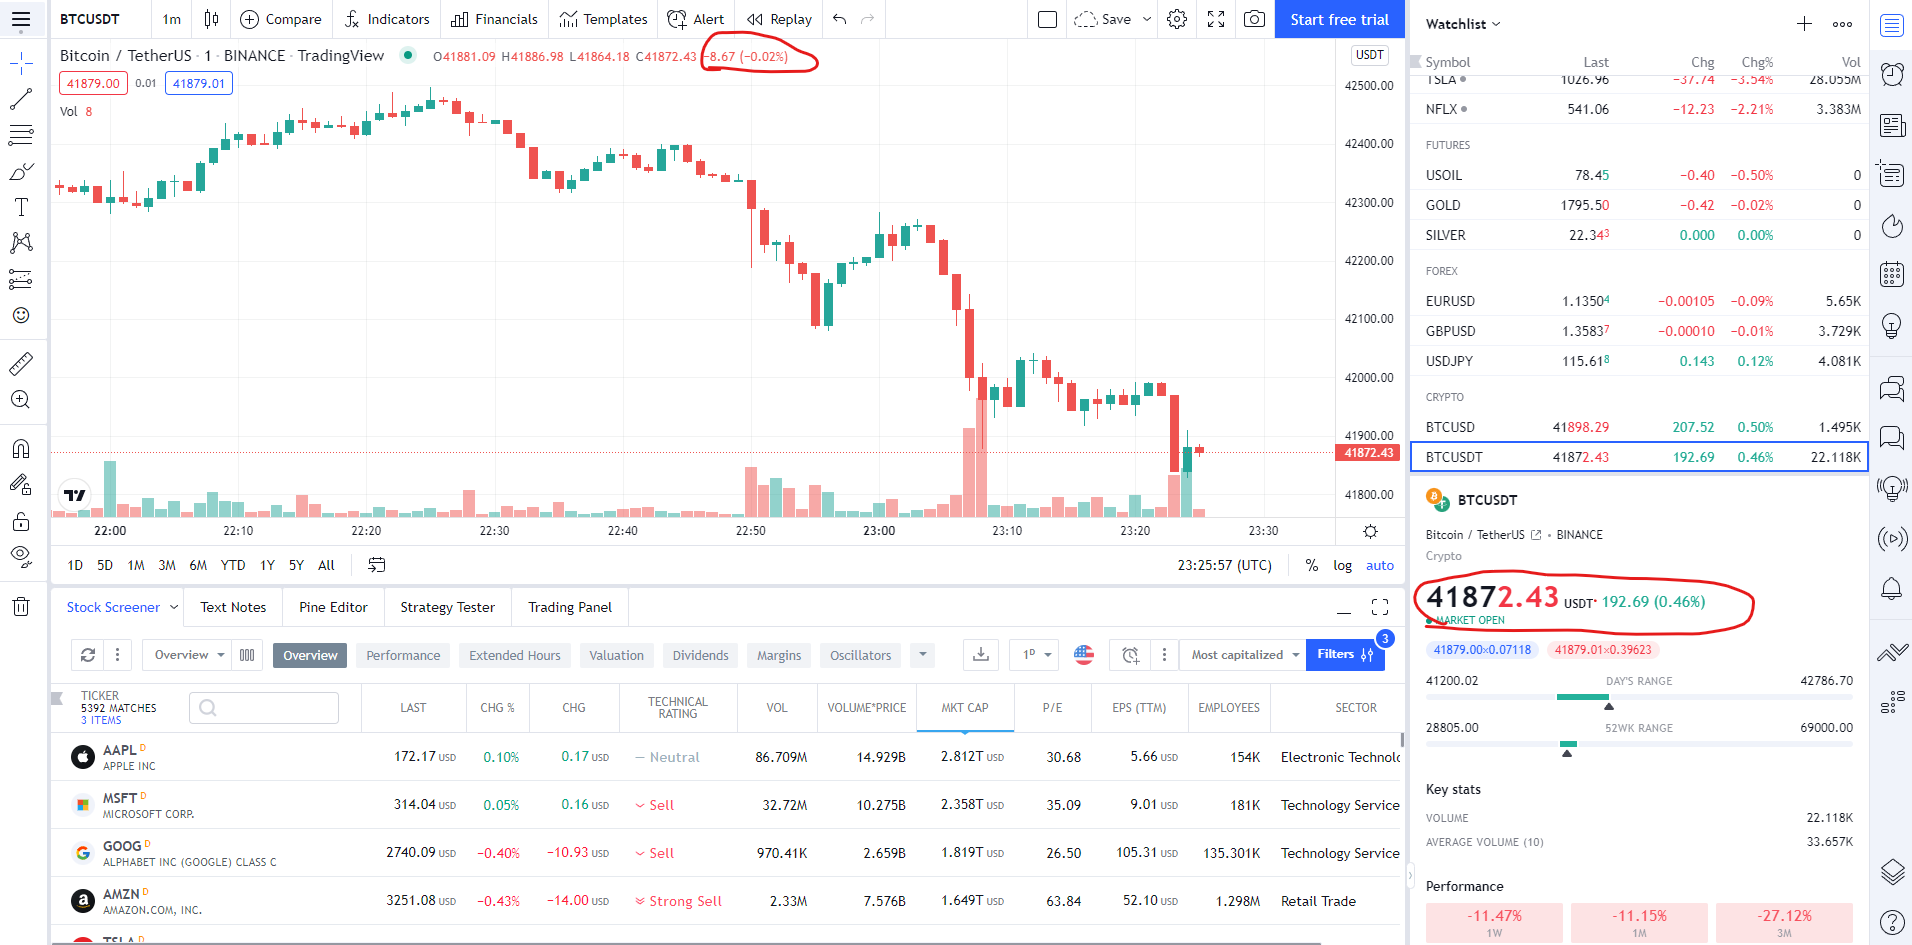 BTCUSDT 1m Compare Indicators Financials Templates Alert Replay Save Start free trial
Bitcoin / TetherUS · 1 · BINANCE · TradingView O41881.09 H41886.98 L41864.18 C41872.43 −8.67 (−0.02%)
41879.00 0.01 41879.01
Vol 8
USDT
42500.00
42400.00
42300.00
42200.00
42100.00
42000.00
41900.00
41872.43
41800.00
22:00 22:10 22:20 22:30 22:40 22:50 23:00 23:10 23:20 23:30
1D 5D 1M 3M 6M YTD 1Y 5Y All 23:25:57 (UTC) % log auto
Stock Screener Text Notes Pine Editor Strategy Tester Trading Panel
Overview Overview Performance Extended Hours Valuation Dividends Margins Oscillators 1D Most capitalized Filters 3
TICKER LAST CHG % CHG TECHNICAL RATING VOL VOLUME*PRICE MKT CAP P/E EPS (TTM) EMPLOYEES SECTOR
5392 MATCHES
3 ITEMS
AAPL D 172.17 USD 0.10% 0.17 USD — Neutral 86.709M 14.929B 2.812T USD 30.68 5.66 USD 154K Electronic Technolo
APPLE INC
MSFT D 314.04 USD 0.05% 0.16 USD Sell 32.72M 10.275B 2.358T USD 35.09 9.01 USD 181K Technology Service
MICROSOFT CORP.
GOOG D 2740.09 USD −0.40% −10.93 USD Sell 970.41K 2.659B 1.819T USD 26.50 105.31 USD 135.301K Technology Service
ALPHABET INC (GOOGLE) CLASS C
AMZN D 3251.08 USD −0.43% −14.00 USD Strong Sell 2.33M 7.576B 1.649T USD 63.84 52.10 USD 1.298M Retail Trade
AMAZON.COM, INC.
TSLA D
Watchlist
Symbol Last Chg Chg% Vol
TSLA 1026.96 −37.74 −3.54% 28.055M
NFLX 541.06 −12.23 −2.21% 3.383M
FUTURES
USOIL 78.45 −0.40 −0.50% 0
GOLD 1795.50 −0.42 −0.02% 0
SILVER 22.343 0.000 0.00% 0
FOREX
EURUSD 1.13504 −0.00105 −0.09% 5.65K
GBPUSD 1.35837 −0.00010 −0.01% 3.729K
USDJPY 115.618 0.143 0.12% 4.081K
CRYPTO
BTCUSD 41898.29 207.52 0.50% 1.495K
BTCUSDT 41872.43 192.69 0.46% 22.118K
BTCUSDT
Bitcoin / TetherUS • BINANCE
Crypto
41872.43 USDT 192.69 (0.46%)
MARKET OPEN
41879.00×0.07118 41879.01×0.39623
41200.02 DAY'S RANGE 42786.70
28805.00 52WK RANGE 69000.00
Key stats
VOLUME 22.118K
AVERAGE VOLUME (10) 33.657K
Performance
-11.47% -11.15% -27.12%
1W 1M 3M